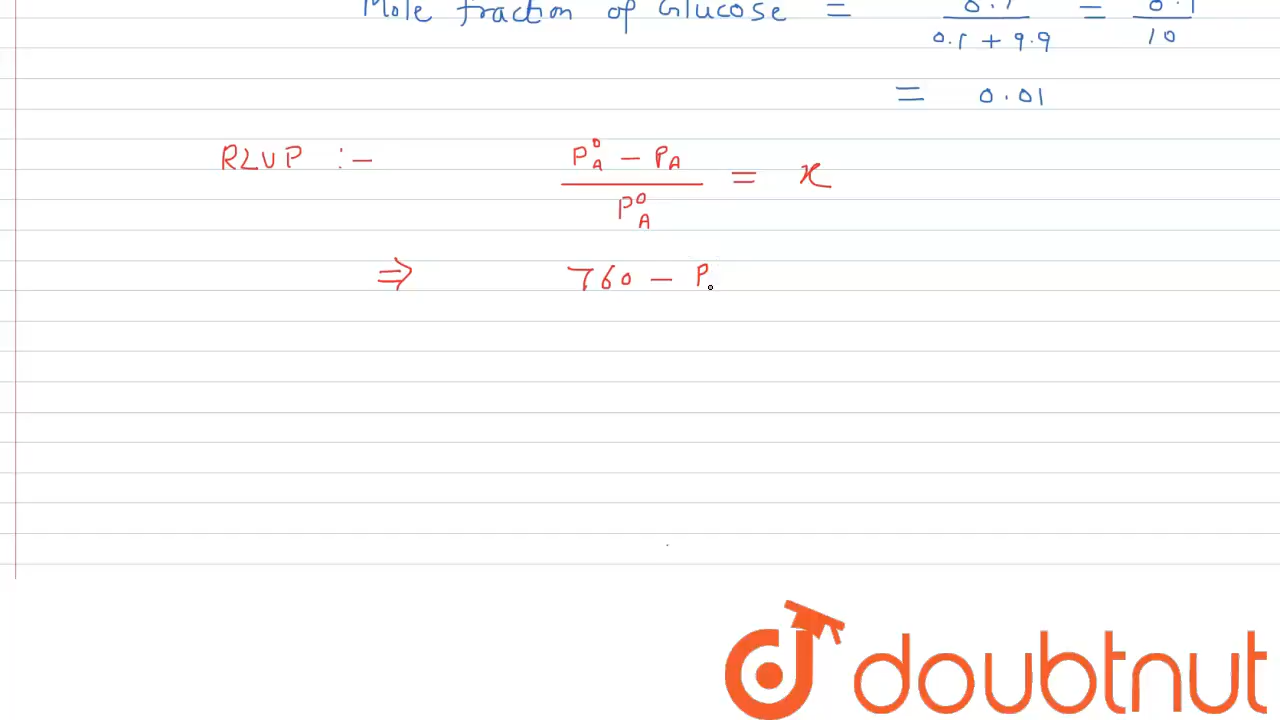 Mole fraction of Glucose = 0.1 / 0.1 + 9.9 = 0.1 / 10
= 0.01
RLVP :- P°A - PA / P°A = x
⇒ 760 - P
doubtnut